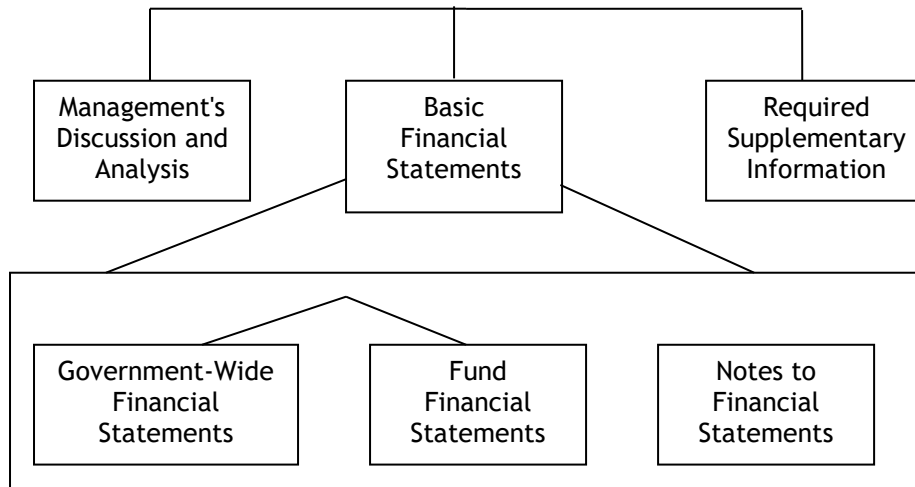 Management's
Discussion and
Analysis
Basic
Financial
Statements
Required
Supplementary
Information
Government-Wide
Financial
Statements
Fund
Financial
Statements
Notes to
Financial
Statements